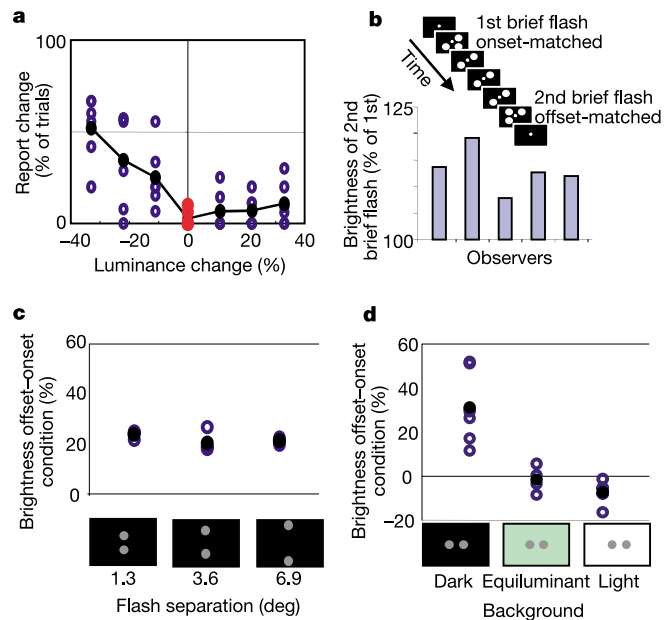 a
Report change
(% of trials)
100
0
−40
−20
0
20
40
Luminance change (%)
b
1st brief flash
onset-matched
Time
2nd brief flash
offset-matched
Brightness of 2nd
brief flash (% of 1st)
125
100
Observers
c
Brightness offset–onset
condition (%)
60
40
20
0
1.3 3.6 6.9
Flash separation (deg)
d
Brightness offset–onset
condition (%)
60
40
20
0
−20
Dark Equiluminant Light
Background